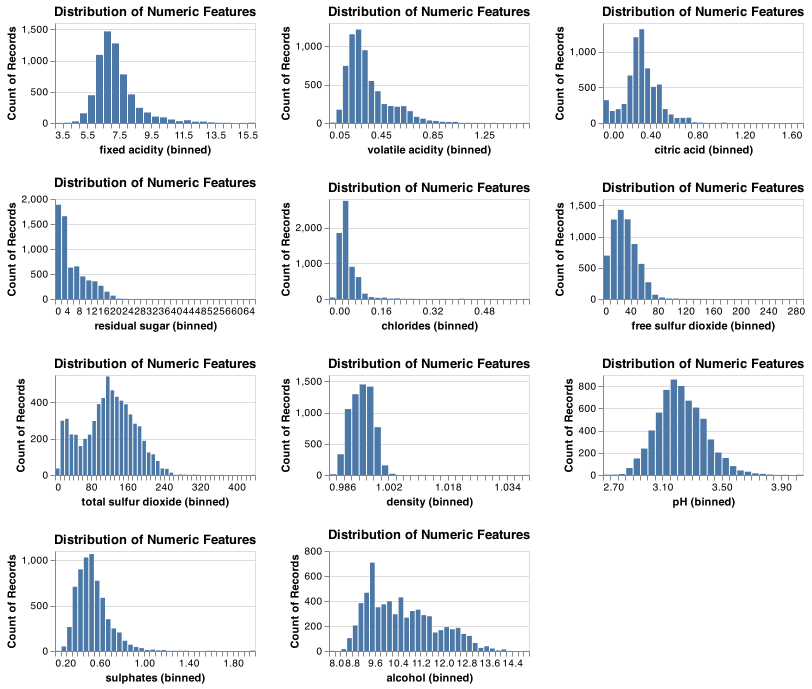 Distribution of Numeric Features
Count of Records
1,500
1,000
500
0
3.5 5.5 7.5 9.5 11.5 13.5 15.5
fixed acidity (binned)
Distribution of Numeric Features
Count of Records
1,000
500
0
0.05 0.45 0.85 1.25
volatile acidity (binned)
Distribution of Numeric Features
Count of Records
1,000
500
0
0.00 0.40 0.80 1.20 1.60
citric acid (binned)
Distribution of Numeric Features
Count of Records
2,000
1,500
1,000
500
0
0 4 8 12 16 20 24 28 32 36 40 44 48 52 56 60 64
residual sugar (binned)
Distribution of Numeric Features
Count of Records
2,000
1,000
0
0.00 0.16 0.32 0.48
chlorides (binned)
Distribution of Numeric Features
Count of Records
1,500
1,000
500
0
0 40 80 120 160 200 240 280
free sulfur dioxide (binned)
Distribution of Numeric Features
Count of Records
400
200
0
0 80 160 240 320 400
total sulfur dioxide (binned)
Distribution of Numeric Features
Count of Records
1,500
1,000
500
0
0.986 1.002 1.018 1.034
density (binned)
Distribution of Numeric Features
Count of Records
800
600
400
200
0
2.70 3.10 3.50 3.90
pH (binned)
Distribution of Numeric Features
Count of Records
1,000
500
0
0.20 0.60 1.00 1.40 1.80
sulphates (binned)
Distribution of Numeric Features
Count of Records
800
600
400
200
0
8.0 8.8 9.6 10.4 11.2 12.0 12.8 13.6 14.4
alcohol (binned)